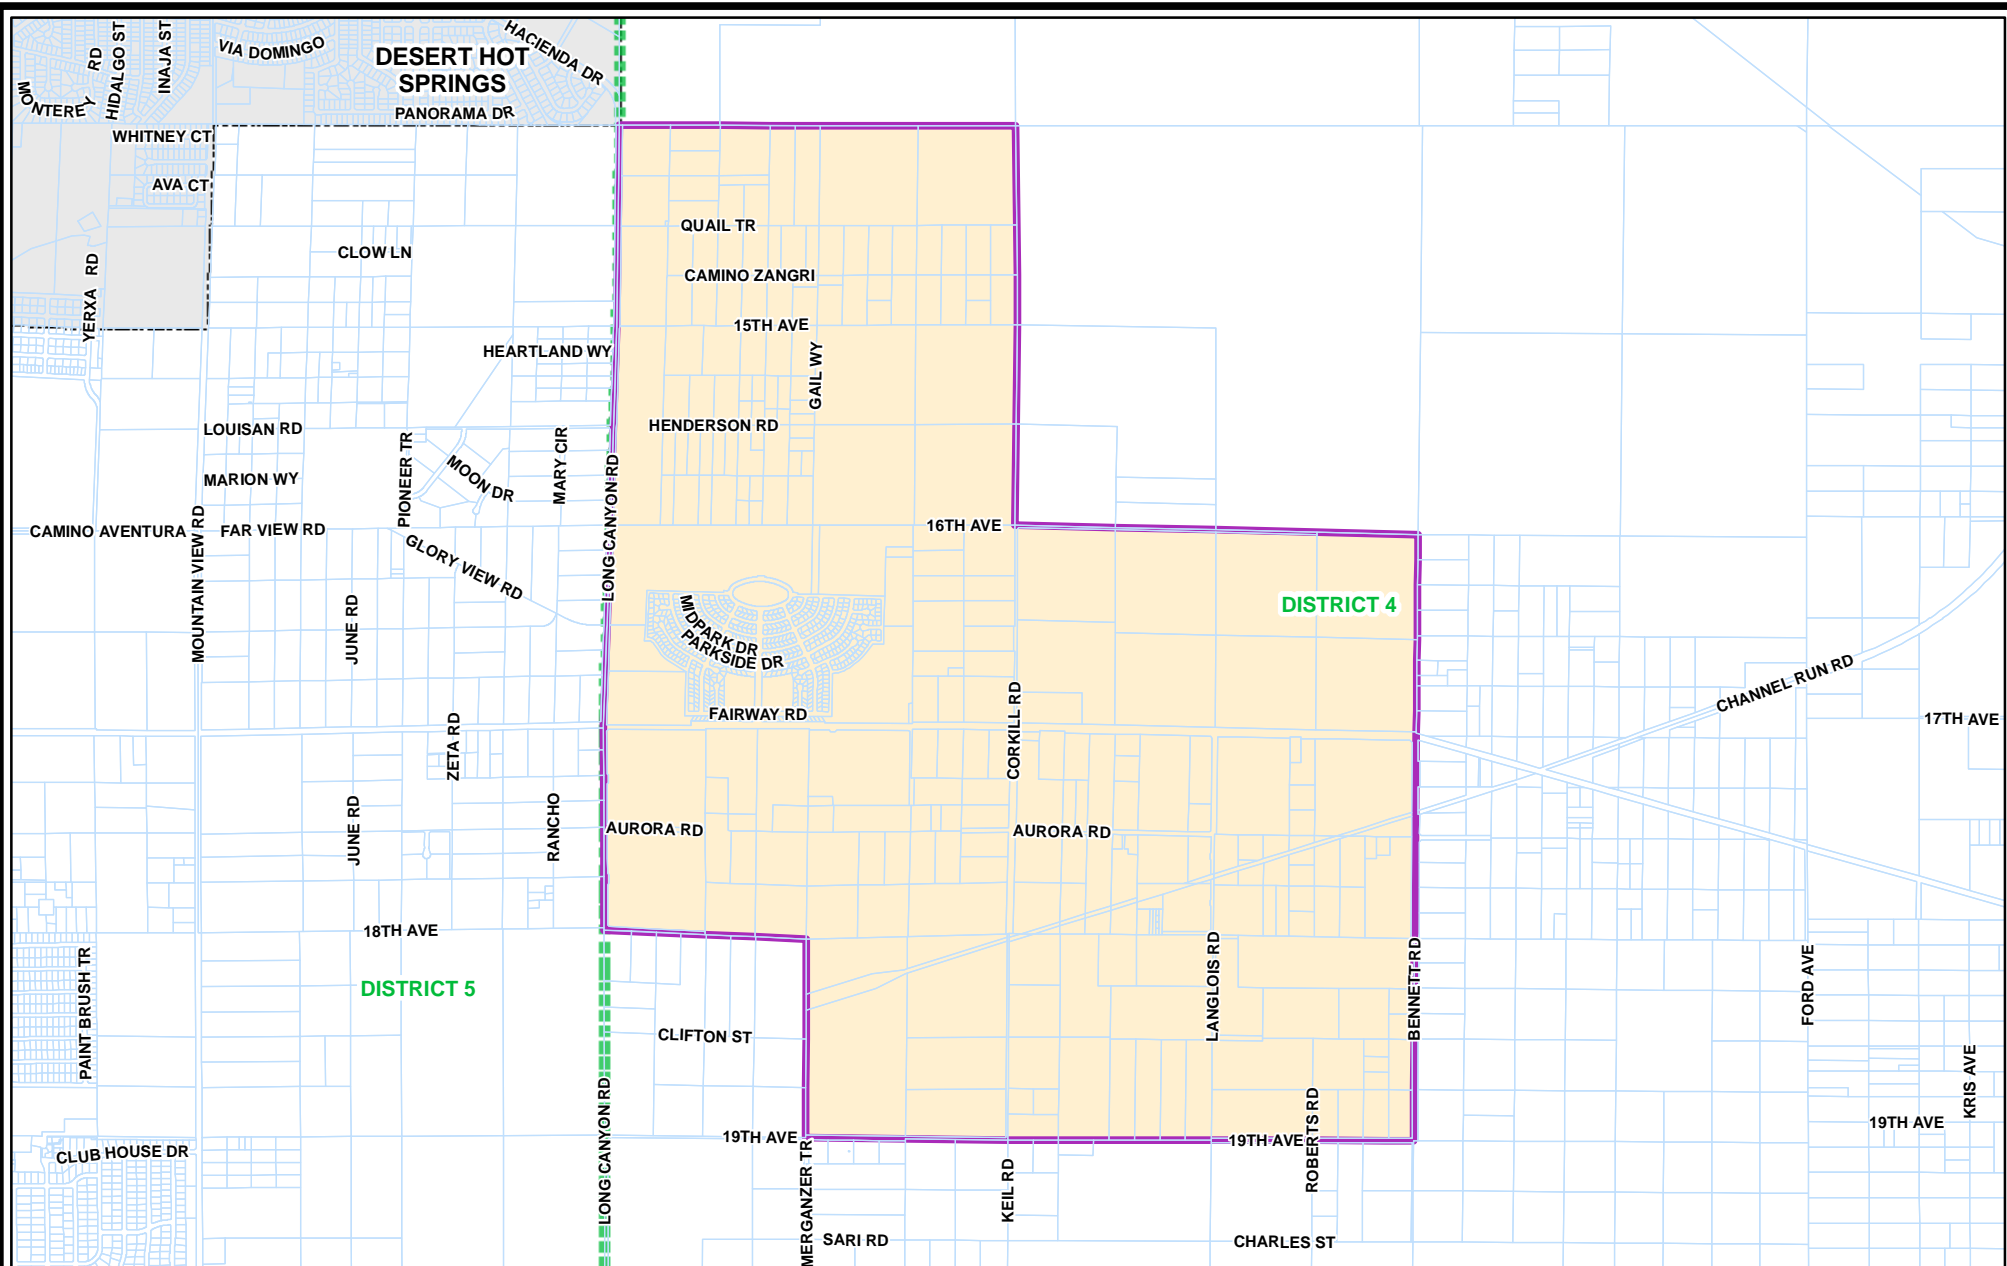 MONTEREY RD
HIDALGO ST
INAJA ST
VIA DOMINGO
DESERT HOT
SPRINGS
HACIENDA DR
PANORAMA DR
WHITNEY CT
AVA CT
QUAIL TR
CLOW LN
YERXA RD
CAMINO ZANGRI
15TH AVE
HEARTLAND WY
GAIL WY
LOUISAN RD
HENDERSON RD
PIONEER TR
MOON DR
MARY CIR
MARION WY
LONG CANYON RD
CAMINO AVENTURA
MOUNTAIN VIEW RD
FAR VIEW RD
16TH AVE
GLORY VIEW RD
JUNE RD
MIDPARK DR
PARKSIDE DR
DISTRICT 4
CHANNEL RUN RD
FAIRWAY RD
CORKILL RD
17TH AVE
ZETA RD
JUNE RD
RANCHO
AURORA RD
AURORA RD
18TH AVE
PAINT BRUSH TR
DISTRICT 5
LANGLOIS RD
BENNETT RD
FORD AVE
CLIFTON ST
LONG CANYON RD
KRIS AVE
19TH AVE
19TH AVE
ROBERTS RD
19TH AVE
CLUB HOUSE DR
MERGANZER TR
KEIL RD
SARI RD
CHARLES ST